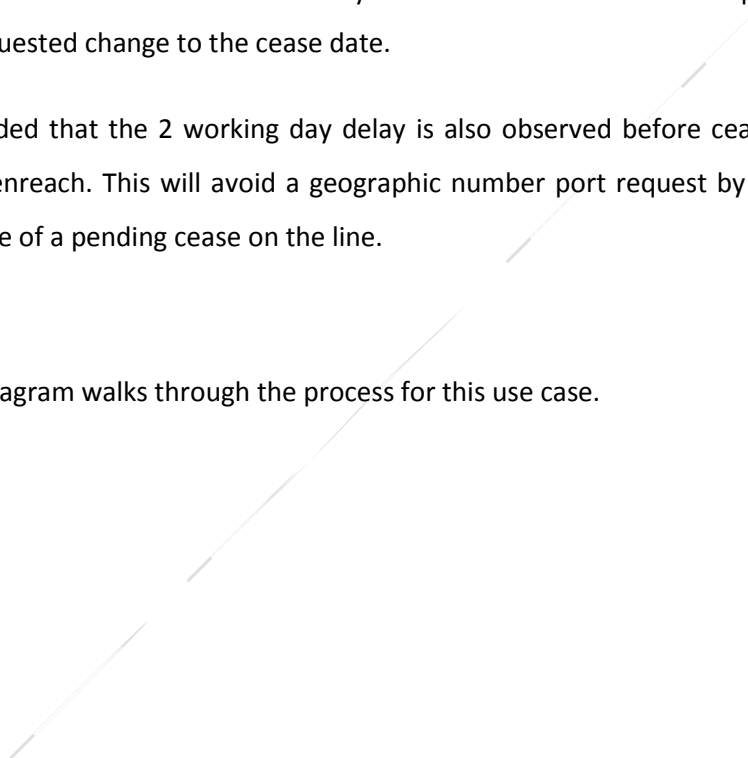 uested change to the cease date.
ded that the 2 working day delay is also observed before cea
enreach. This will avoid a geographic number port request by
e of a pending cease on the line.
agram walks through the process for this use case.